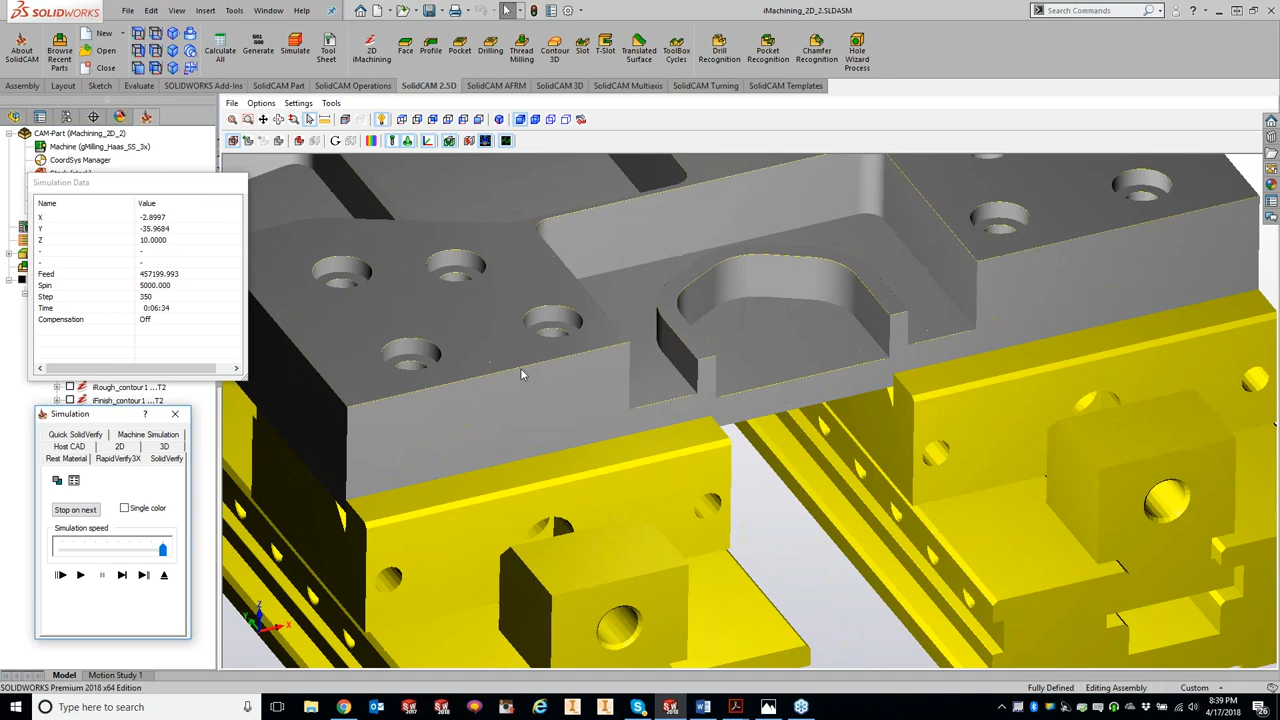 SOLIDWORKS File Edit View Insert Tools Window Help iMachining_2D_2.SLDASM Search Commands
About SolidCAM Browse Recent Parts New Open Close Calculate All Generate Simulate Tool Sheet 2D iMachining Face Profile Pocket Drilling Thread Milling Contour 3D Slot T-Slot Translated Surface ToolBox Cycles Drill Recognition Pocket Recognition Chamfer Recognition Hole Wizard Process
G01 G00
Assembly Layout Sketch Evaluate SOLIDWORKS Add-Ins SolidCAM Part SolidCAM Operations SolidCAM 2.5D SolidCAM AFRM SolidCAM 3D SolidCAM Multiaxis SolidCAM Turning SolidCAM Templates
File Options Settings Tools
CAM-Part (iMachining_2D_2)
Machine (gMilling_Haas_SS_3x)
CoordSys Manager
Simulation Data
Name Value
X -2.8997
Y -35.9684
Z 10.0000
- -
- -
Feed 457199.993
Spin 5000.000
Step 350
Time 0:06:34
Compensation Off
iRough_contour1 ...T2
iFinish_contour1 ...T2
Simulation ?
Quick SolidVerify Machine Simulation
Host CAD 2D 3D
Rest Material RapidVerify3X SolidVerify
Stop on next Single color
Simulation speed
Z
Y
X
Model Motion Study 1
SOLIDWORKS Premium 2018 x64 Edition Fully Defined Editing Assembly Custom
Type here to search 8:39 PM
4/17/2018